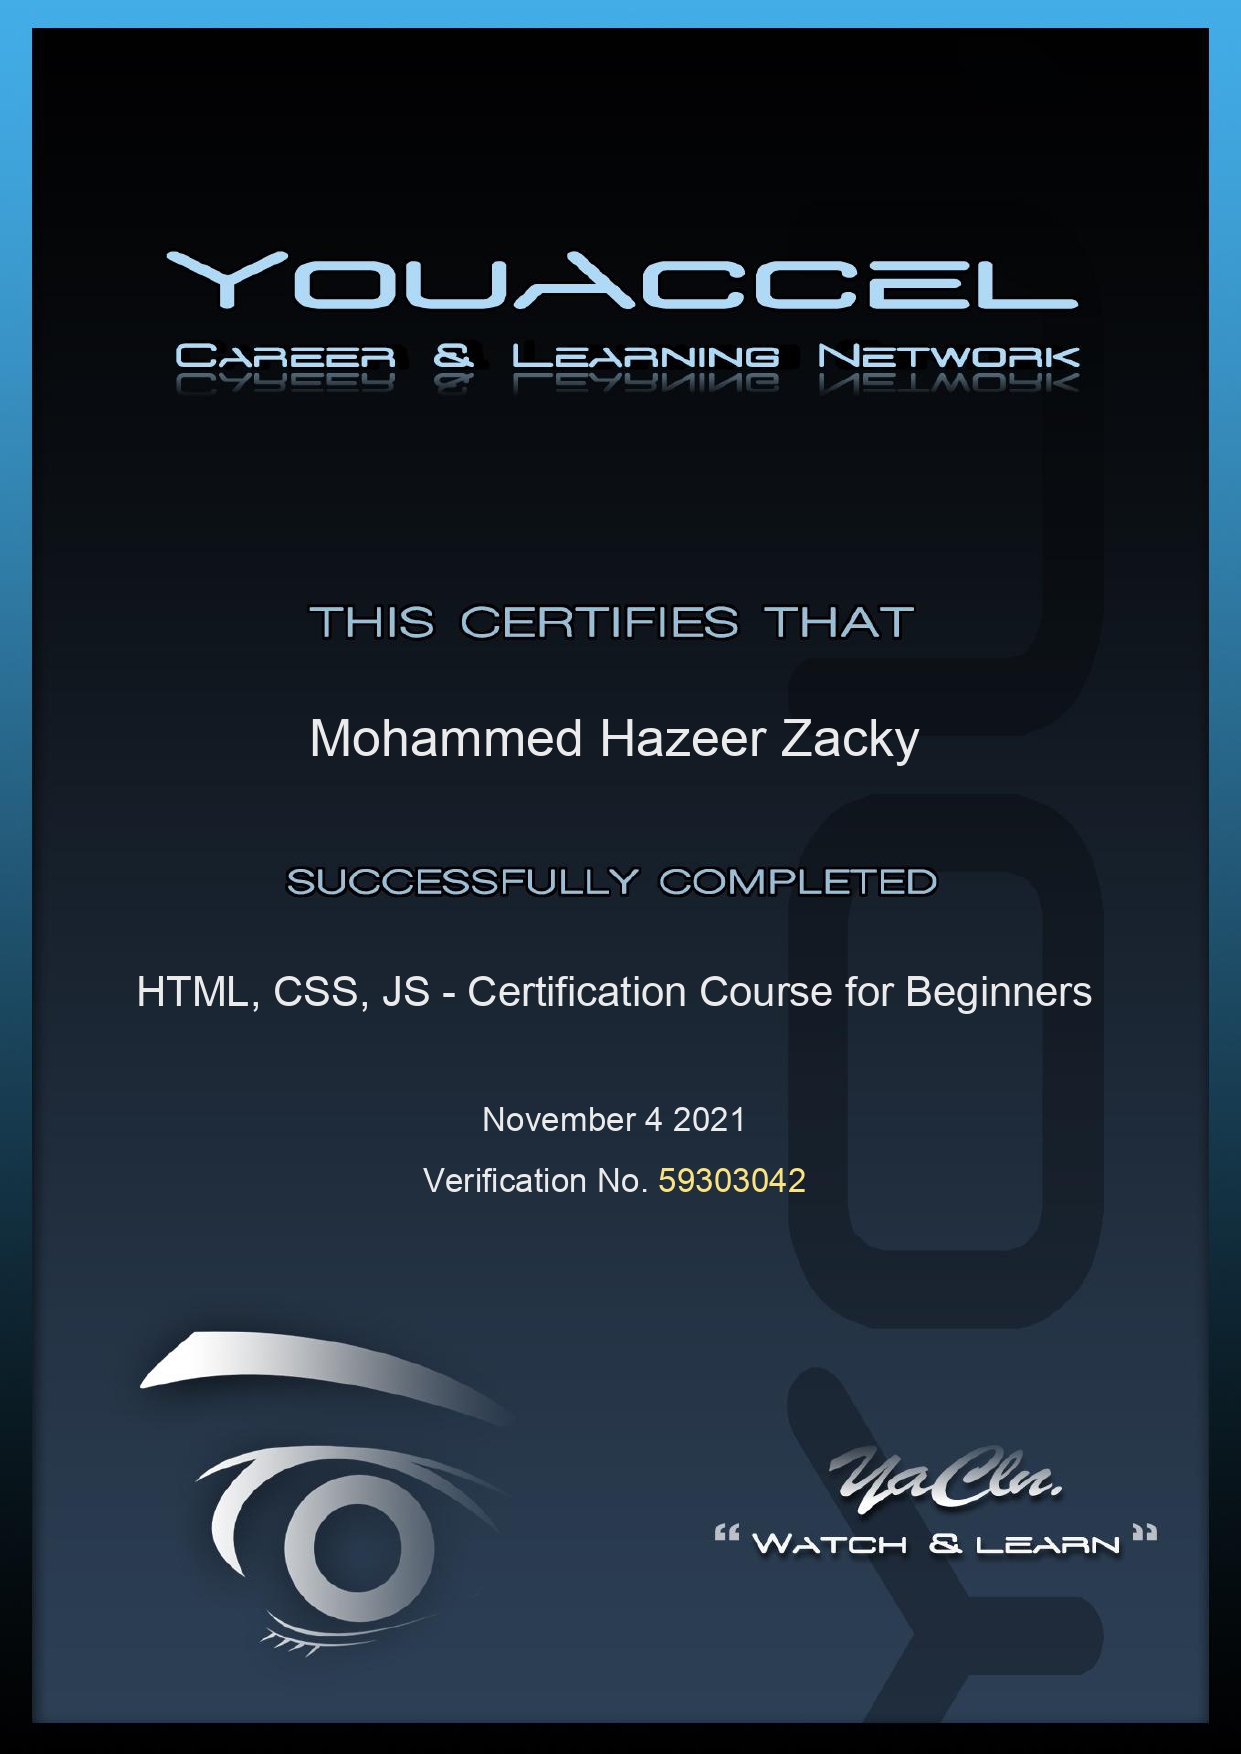 YouAccel
Career & Learning Network
THIS CERTIFIES THAT
Mohammed Hazeer Zacky
SUCCESSFULLY COMPLETED
HTML, CSS, JS - Certification Course for Beginners
November 4 2021
Verification No. 59303042
YaCln.
“ Watch & learn ”
YOU